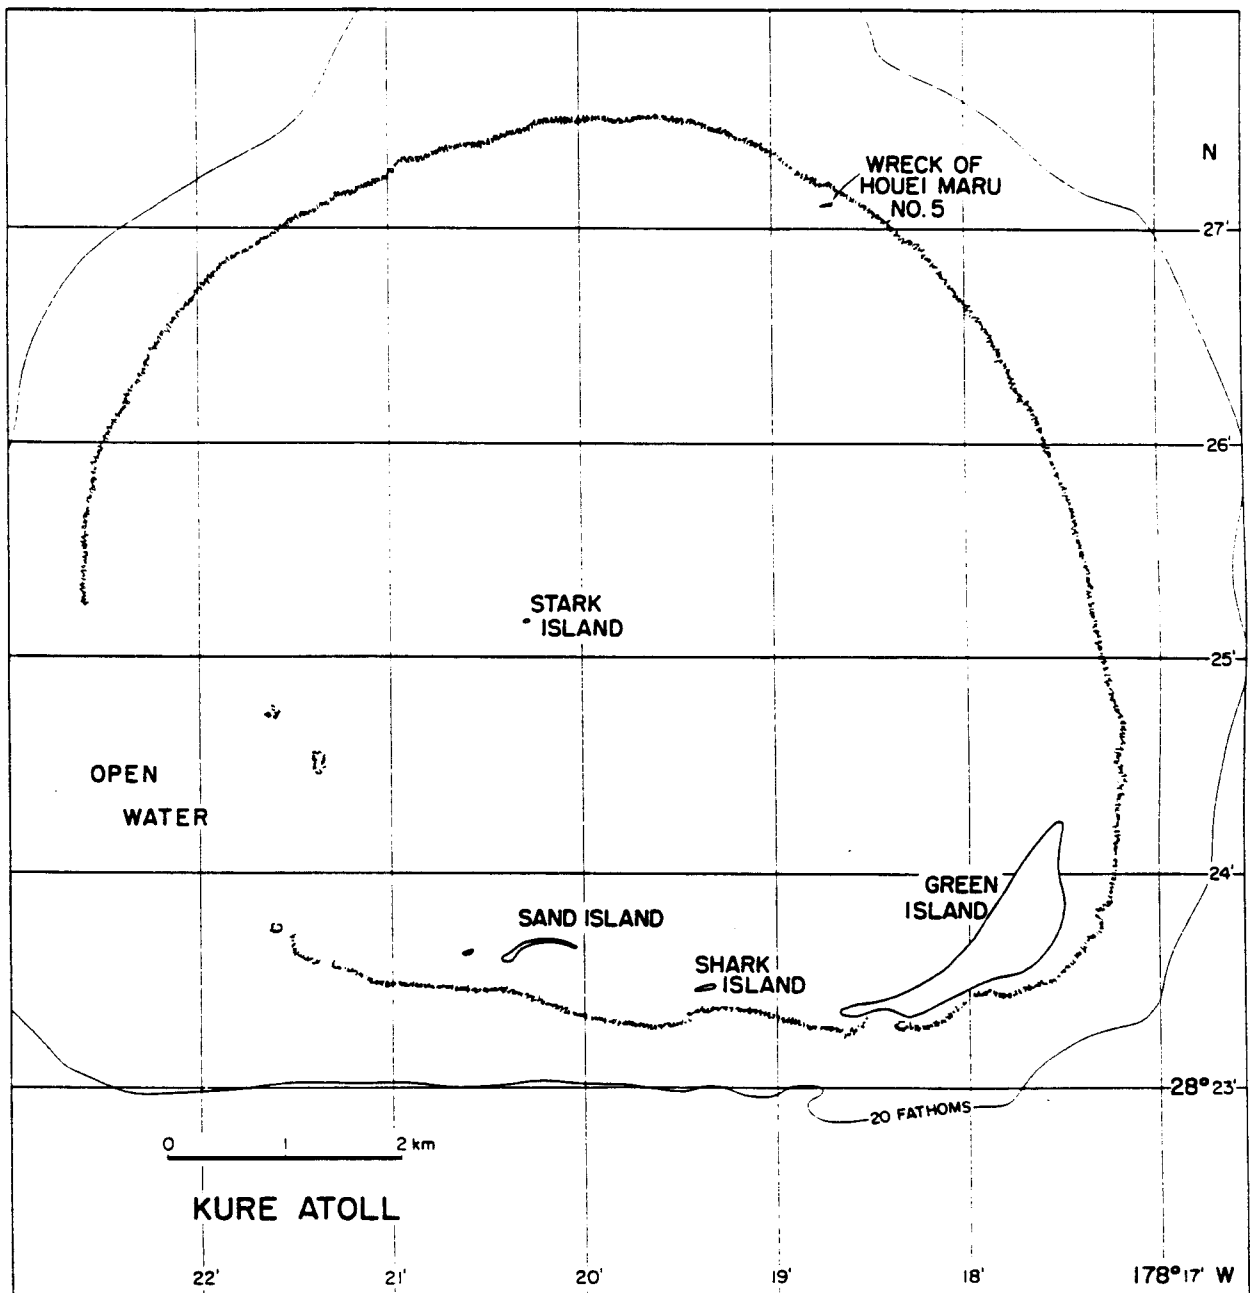 N
WRECK OF
HOUEI MARU
NO. 5
27'
26'
STARK
ISLAND
25'
OPEN
WATER
24'
GREEN
ISLAND
SAND ISLAND
SHARK
ISLAND
28° 23'
20 FATHOMS
0 1 2 km
KURE ATOLL
22' 21' 20' 19' 18' 178° 17' W